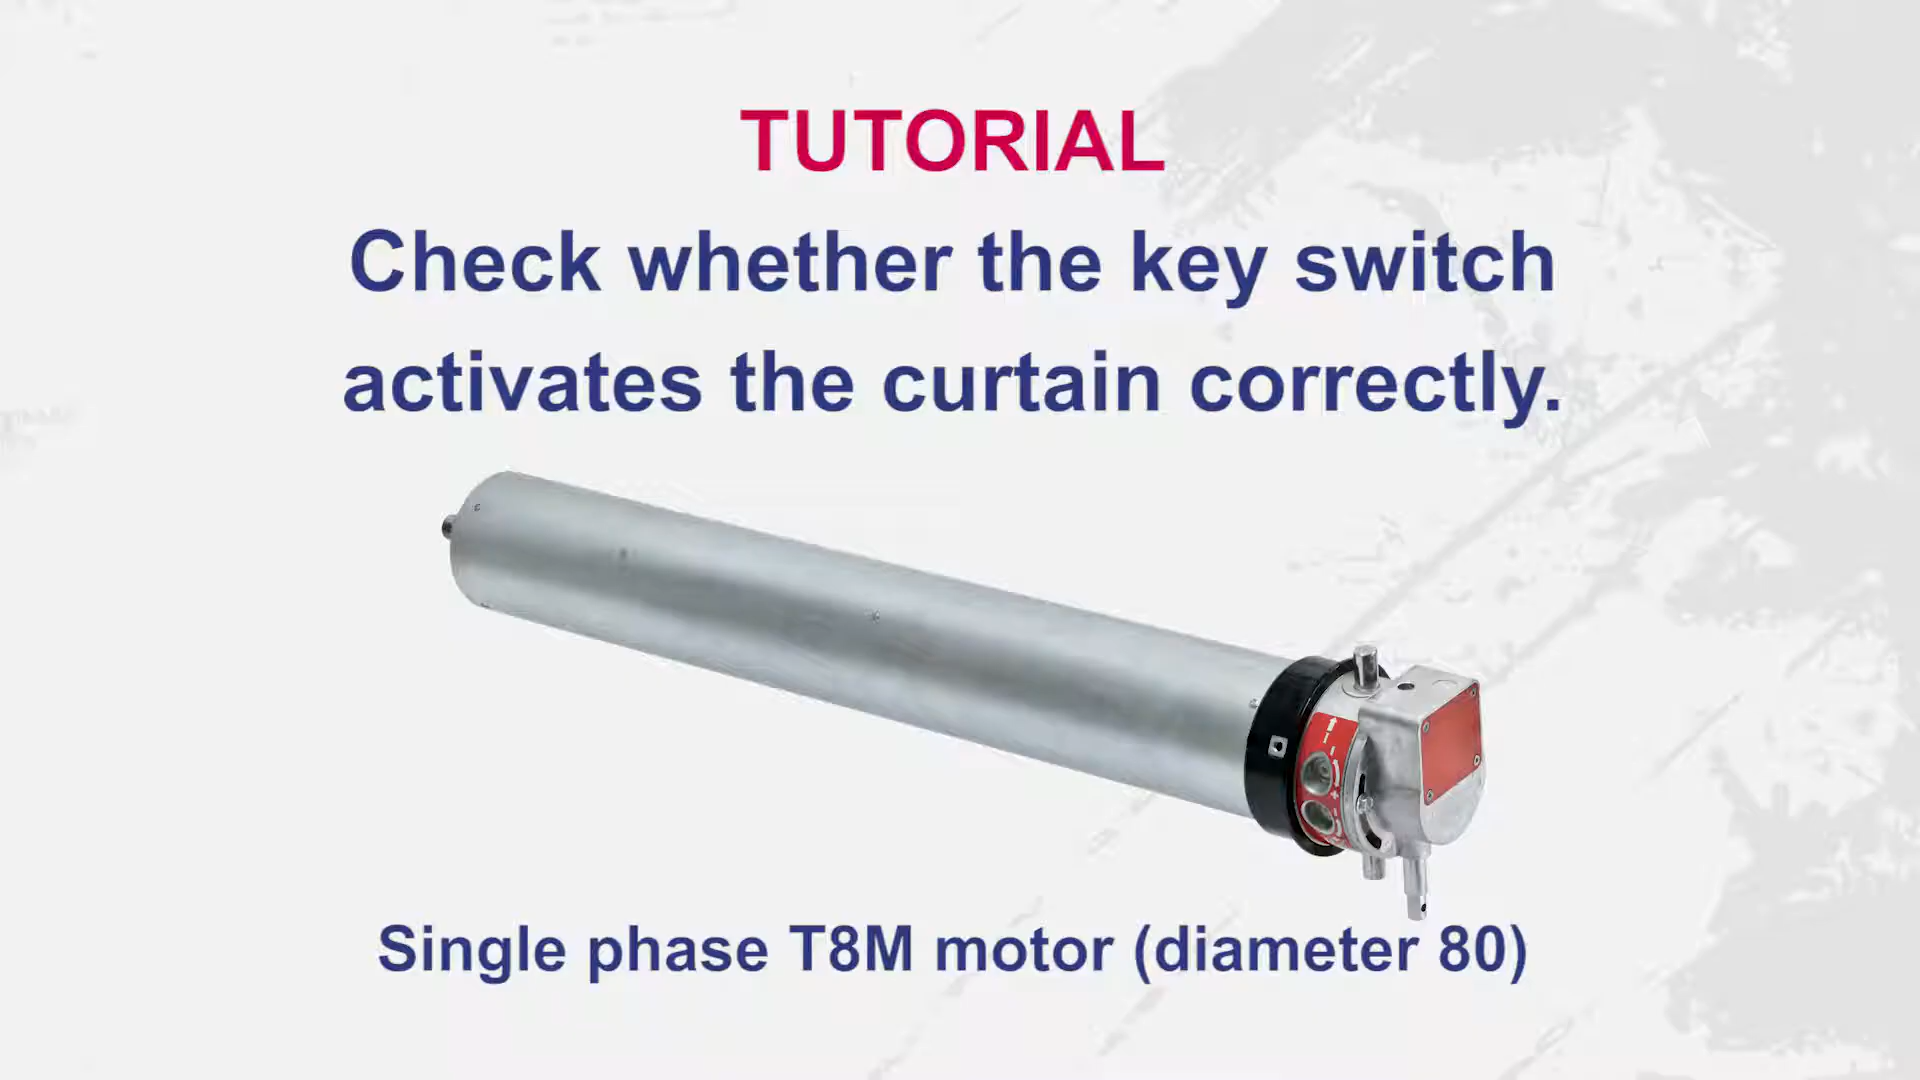 TUTORIAL
Check whether the key switch
activates the curtain correctly.
Single phase T8M motor (diameter 80)